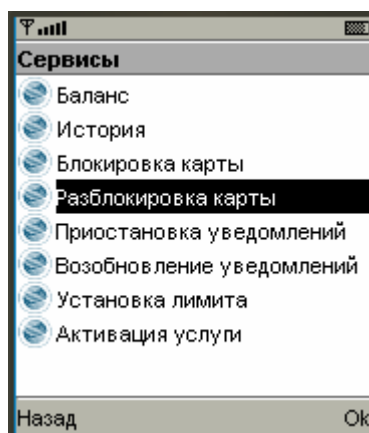 Сервисы
Баланс
История
Блокировка карты
Разблокировка карты
Приостановка уведомлений
Возобновление уведомлений
Установка лимита
Активация услуги
Назад Ok